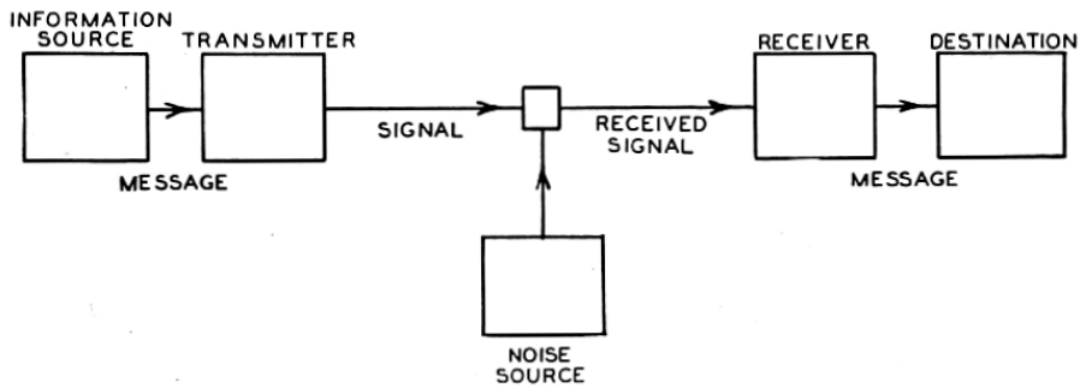 INFORMATION
SOURCE
TRANSMITTER
RECEIVER
DESTINATION
SIGNAL
RECEIVED
SIGNAL
MESSAGE
MESSAGE
NOISE
SOURCE